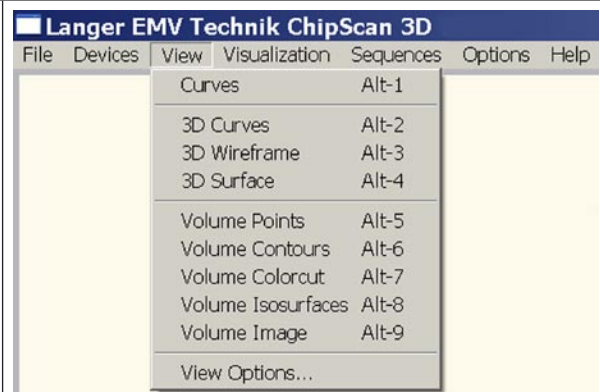 Langer EMV Technik ChipScan 3D
File Devices View Visualization Sequences Options Help
Curves Alt-1
3D Curves Alt-2
3D Wireframe Alt-3
3D Surface Alt-4
Volume Points Alt-5
Volume Contours Alt-6
Volume Colorcut Alt-7
Volume Isosurfaces Alt-8
Volume Image Alt-9
View Options...